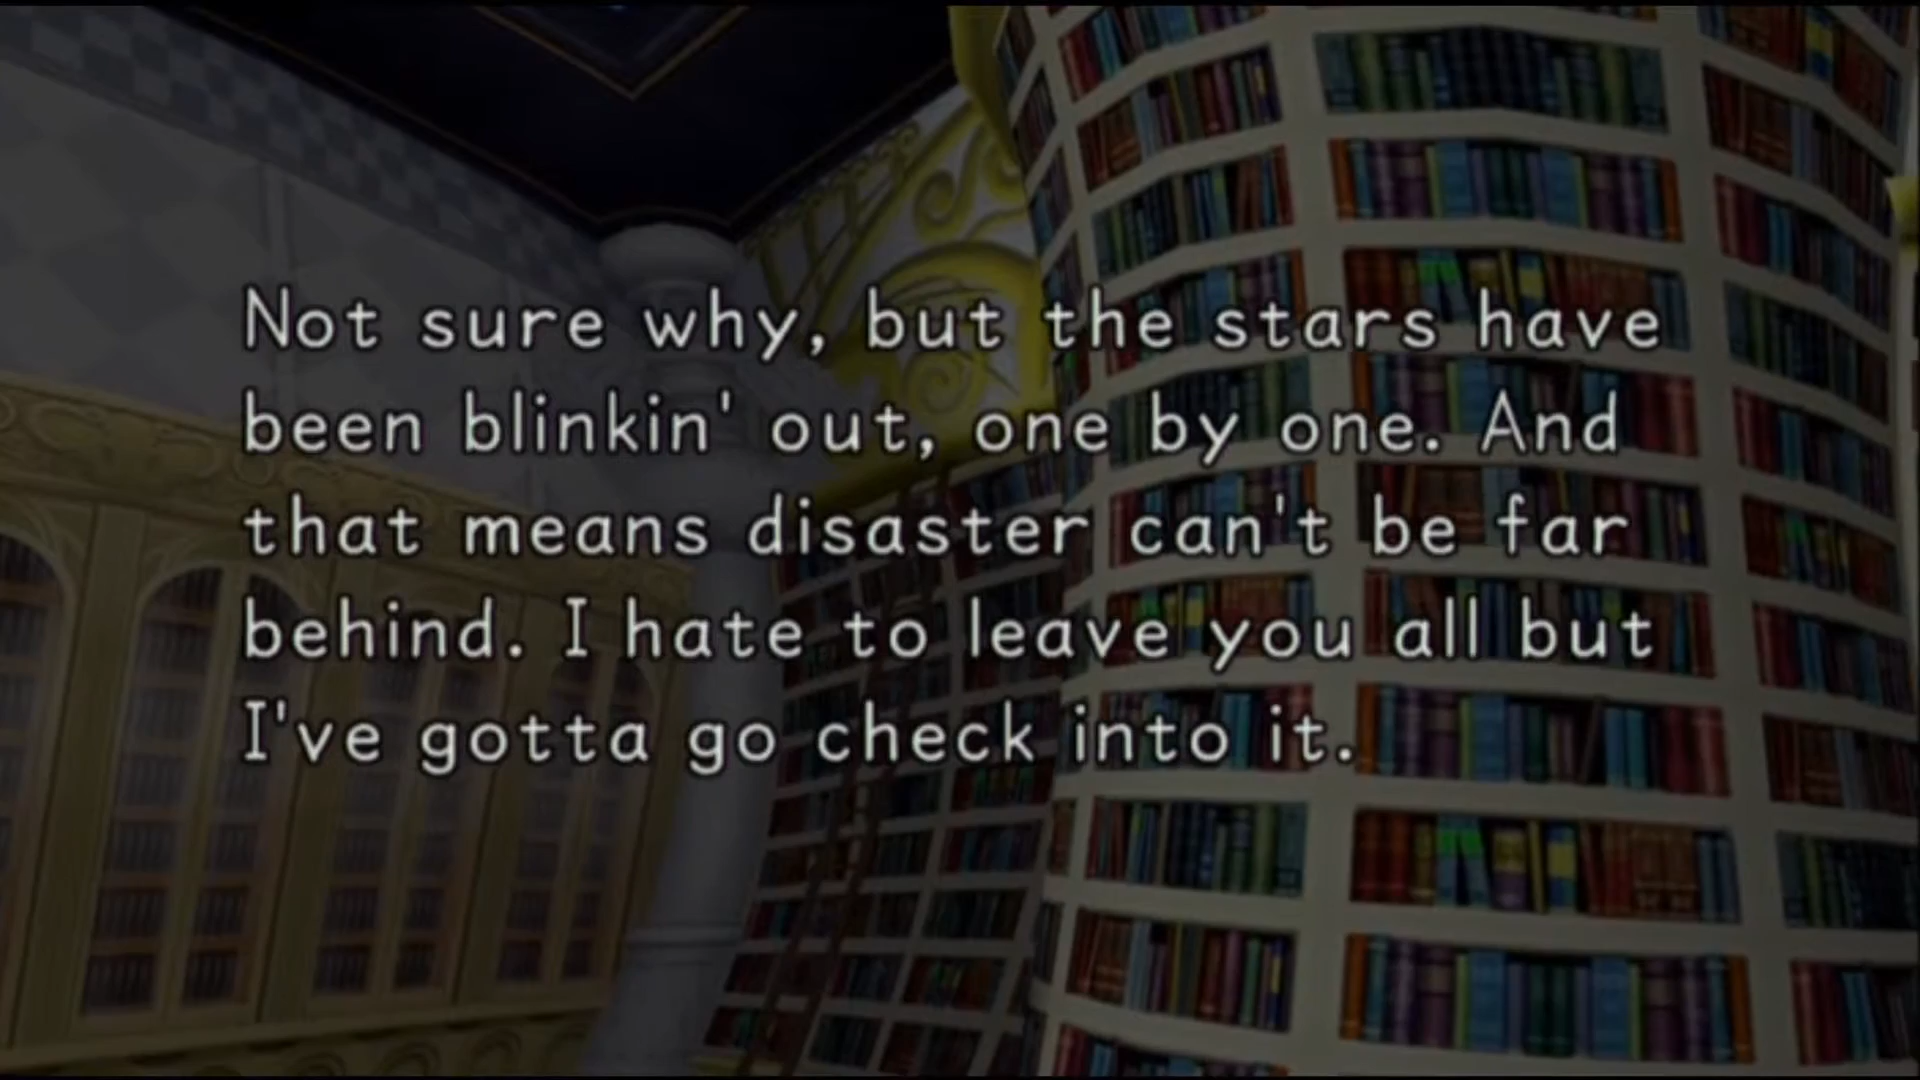 Not sure why, but the stars have
been blinkin' out, one by one. And
that means disaster can't be far
behind. I hate to leave you all but
I've gotta go check into it.